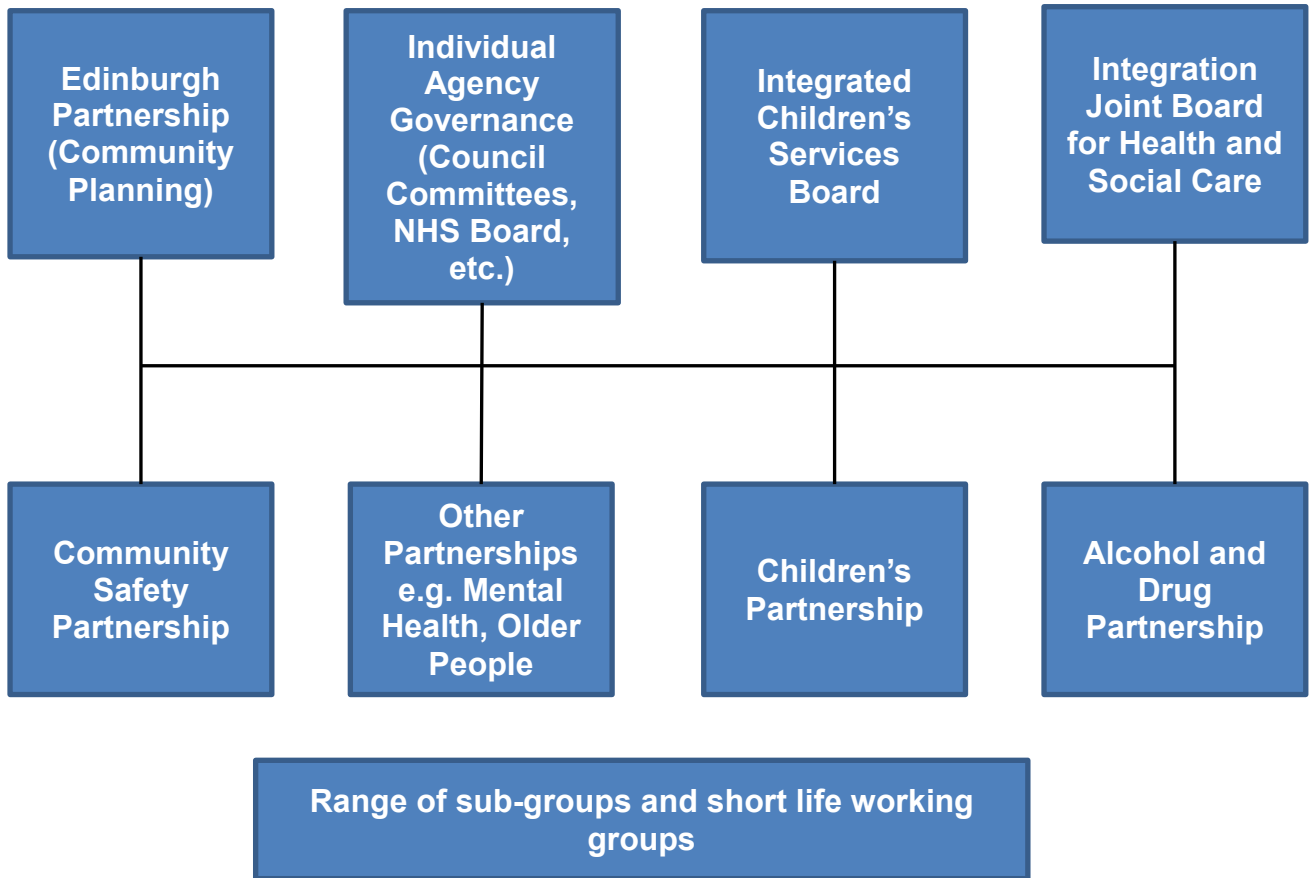 Edinburgh
Partnership
(Community
Planning)
Individual
Agency
Governance
(Council
Committees,
NHS Board,
etc.)
Integrated
Children’s
Services
Board
Integration
Joint Board
for Health and
Social Care
Community
Safety
Partnership
Other
Partnerships
e.g. Mental
Health, Older
People
Children’s
Partnership
Alcohol and
Drug
Partnership
Range of sub-groups and short life working
groups